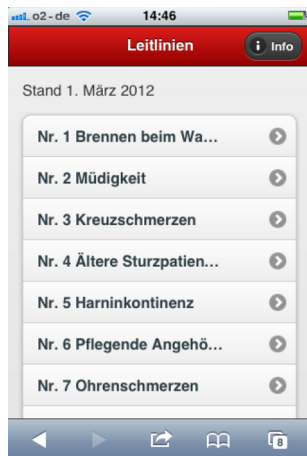 o2-de 14:46
Leitlinien Info
Stand 1. März 2012
Nr. 1 Brennen beim Wa...
Nr. 2 Müdigkeit
Nr. 3 Kreuzschmerzen
Nr. 4 Ältere Sturzpatien...
Nr. 5 Harninkontinenz
Nr. 6 Pflegende Angehö...
Nr. 7 Ohrenschmerzen
8